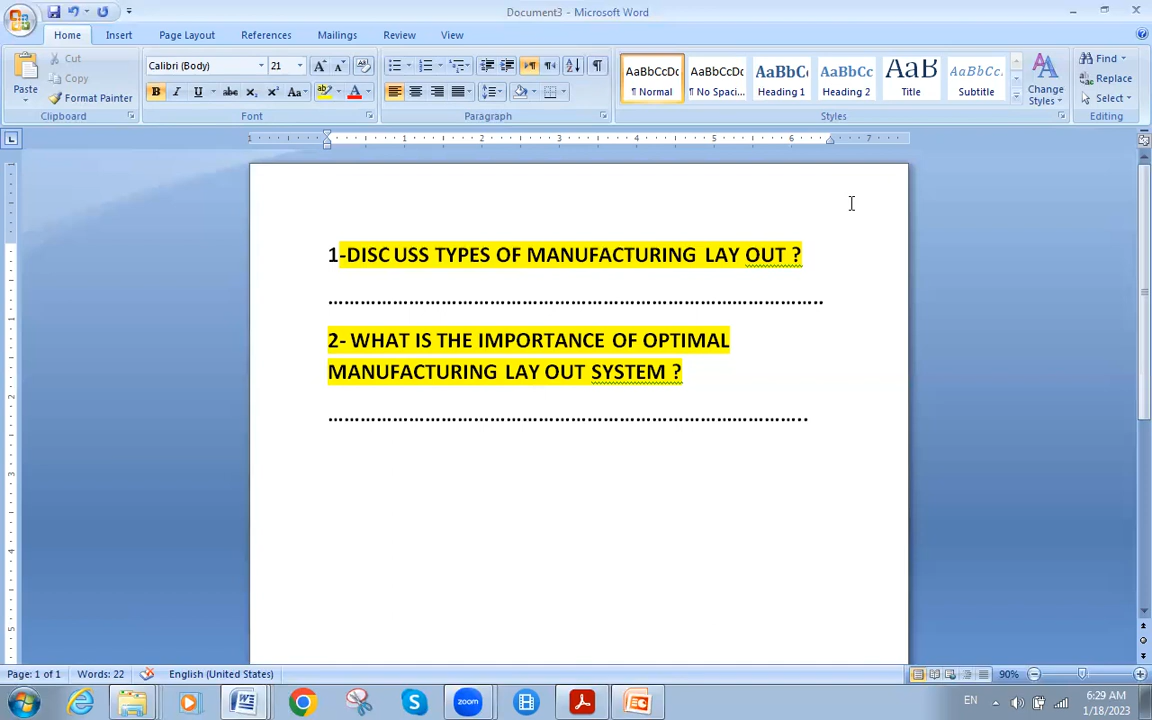 Document3 - Microsoft Word
Home Insert Page Layout References Mailings Review View
Cut
Copy
Paste
Format Painter
Clipboard
Calibri (Body) 21
Font
Paragraph
AaBbCcDc AaBbCcDc AaBbC AaBbCc AaB AaBbCc.
¶ Normal ¶ No Spaci... Heading 1 Heading 2 Title Subtitle
Change Styles
Styles
Find
Replace
Select
Editing
1-DISC USS TYPES OF MANUFACTURING LAY OUT ?
…………………………………………………………………………………..
2- WHAT IS THE IMPORTANCE OF OPTIMAL
MANUFACTURING LAY OUT SYSTEM ?
………………………………………………………………………………..
Page: 1 of 1 Words: 22 English (United States) 90%
zoom
EN 6:29 AM
1/18/2023